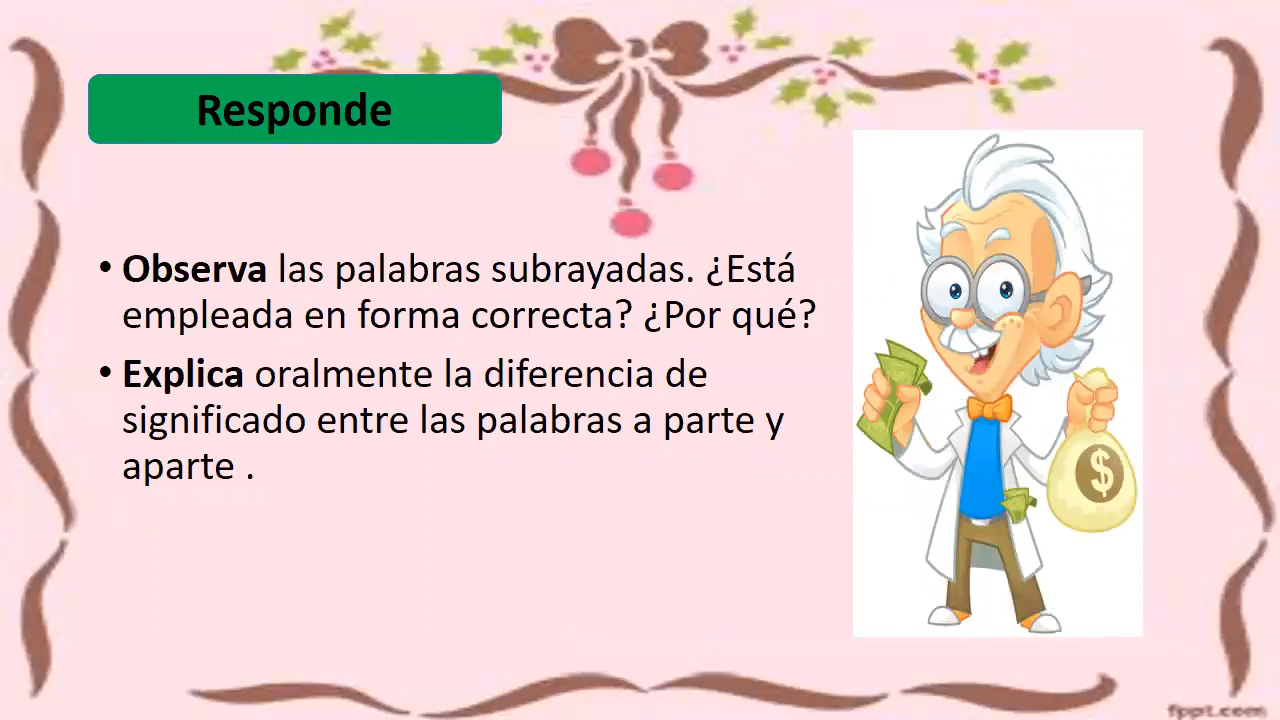 Responde
• Observa las palabras subrayadas. ¿Está
empleada en forma correcta? ¿Por qué?
• Explica oralmente la diferencia de
significado entre las palabras a parte y
aparte .
$
fppt.com